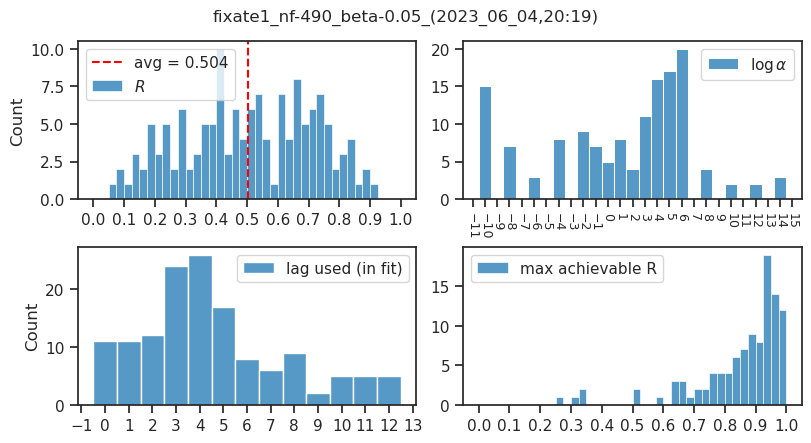 fixate1_nf-490_beta-0.05_(2023_06_04,20:19)
10.0
7.5
5.0
2.5
0.0
Count
avg = 0.504
R
0.0 0.1 0.2 0.3 0.4 0.5 0.6 0.7 0.8 0.9 1.0
20
15
10
5
0
log α
−11 −10 −9 −8 −7 −6 −5 −4 −3 −2 −1 0 1 2 3 4 5 6 7 8 9 10 11 12 13 14 15
20
10
0
Count
lag used (in fit)
−1 0 1 2 3 4 5 6 7 8 9 10 11 12 13
15
10
5
0
max achievable R
0.0 0.1 0.2 0.3 0.4 0.5 0.6 0.7 0.8 0.9 1.0